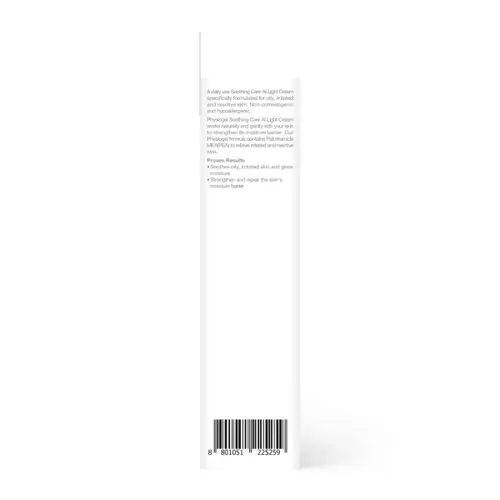 A daily use Soothing Care AI Light Cream
specifically formulated for oily, irritated
and reactive skin. Non-comedogenic
and hypoallergenic.
Physiogel Soothing Care AI Light Cream
works naturally and gently with your skin
to strengthen its moisture barrier. Our
Physiogel formula contains Palmitamide
MEA/PEA to relieve irritated and reactive
skin.
Proven Results
• Soothes oily, irritated skin and gives
moisture
• Strengthen and repair the skin's
moisture barrier
8 801051 225259